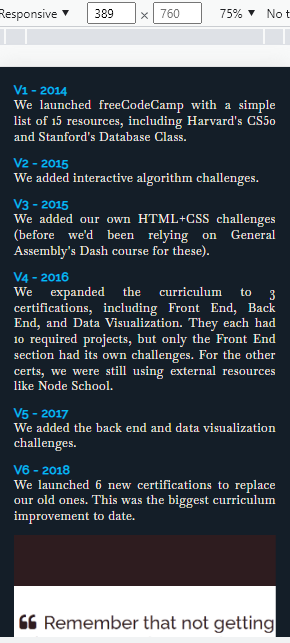 Responsive ▼ 389 × 760 75% ▼ No t
V1 - 2014
We launched freeCodeCamp with a simple
list of 15 resources, including Harvard's CS50
and Stanford's Database Class.
V2 - 2015
We added interactive algorithm challenges.
V3 - 2015
We added our own HTML+CSS challenges
(before we'd been relying on General
Assembly's Dash course for these).
V4 - 2016
We expanded the curriculum to 3
certifications, including Front End, Back
End, and Data Visualization. They each had
10 required projects, but only the Front End
section had its own challenges. For the other
certs, we were still using external resources
like Node School.
V5 - 2017
We added the back end and data visualization
challenges.
V6 - 2018
We launched 6 new certifications to replace
our old ones. This was the biggest curriculum
improvement to date.
❝ Remember that not getting